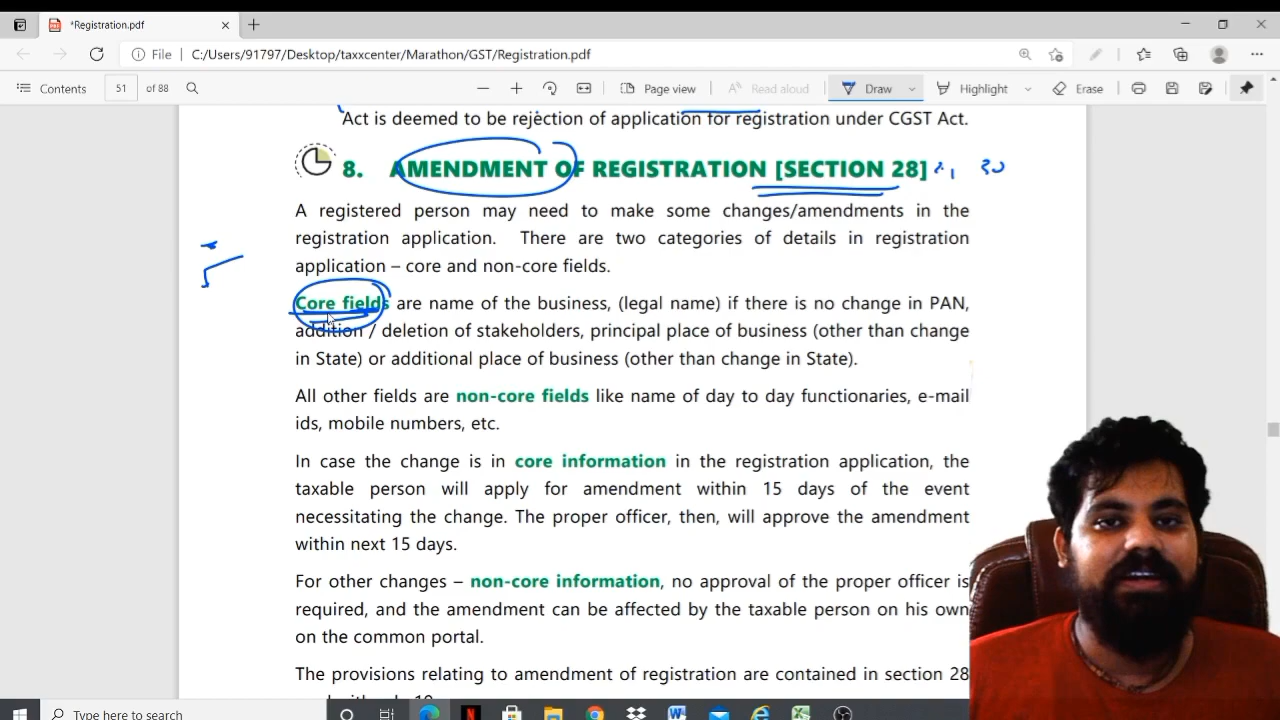 *Registration.pdf
File C:/Users/91797/Desktop/taxxcenter/Marathon/GST/Registration.pdf
Contents 51 of 88 Page view Read aloud Draw Highlight Erase
Act is deemed to be rejection of application for registration under CGST Act.
8. AMENDMENT OF REGISTRATION [SECTION 28]
A registered person may need to make some changes/amendments in the
registration application. There are two categories of details in registration
application – core and non-core fields.
Core fields are name of the business, (legal name) if there is no change in PAN,
addition / deletion of stakeholders, principal place of business (other than change
in State) or additional place of business (other than change in State).
All other fields are non-core fields like name of day to day functionaries, e-mail
ids, mobile numbers, etc.
In case the change is in core information in the registration application, the
taxable person will apply for amendment within 15 days of the event
necessitating the change. The proper officer, then, will approve the amendment
within next 15 days.
For other changes – non-core information, no approval of the proper officer is
required, and the amendment can be affected by the taxable person on his own
on the common portal.
The provisions relating to amendment of registration are contained in section 28
Type here to search